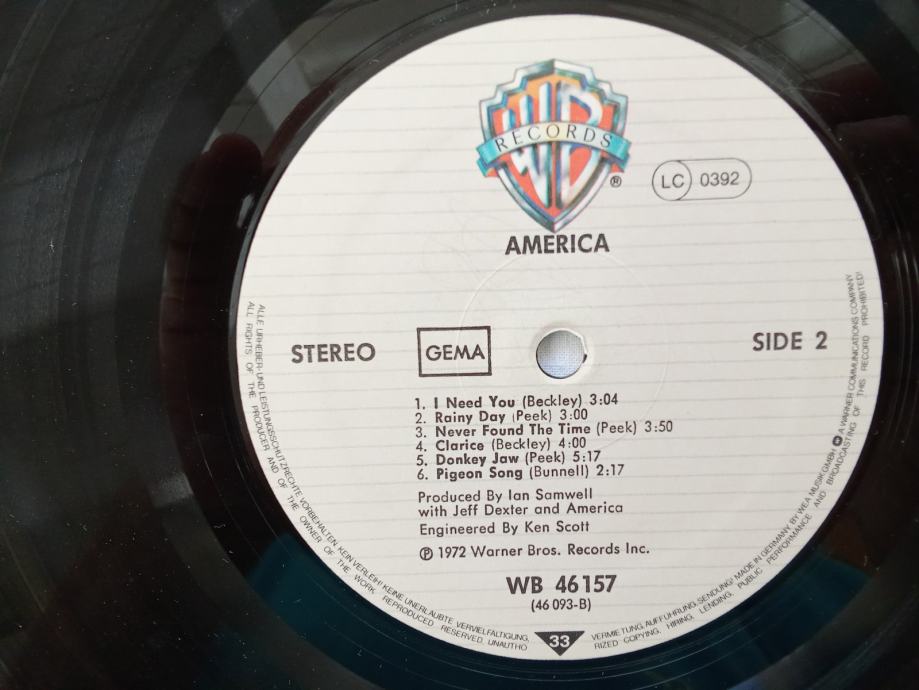 WB
RECORDS
®
LC 0392
AMERICA
STEREO
GEMA
SIDE 2
1. I Need You (Beckley) 3:04
2. Rainy Day (Peek) 3:00
3. Never Found The Time (Peek) 3:50
4. Clarice (Beckley) 4:00
5. Donkey Jaw (Peek) 5:17
6. Pigeon Song (Bunnell) 2:17
Produced By Ian Samwell
with Jeff Dexter and America
Engineered By Ken Scott
℗ 1972 Warner Bros. Records Inc.
WB 46157
(46 093-B)
33
ALLE URHEBER- UND LEISTUNGSSCHUTZRECHTE VORBEHALTEN. KEIN VERLEIH! KEINE UNERLAUBTE VERVIELFÄLTIGUNG, VERMIETUNG, AUFFÜHRUNG, SENDUNG! MADE IN GERMANY BY WEA MUSIK GMBH A WARNER COMMUNICATIONS COMPANY
ALL RIGHTS OF THE PRODUCER AND OF THE OWNER OF THE WORK REPRODUCED RESERVED. UNAUTHO RIZED COPYING, HIRING, LENDING, PUBLIC PERFORMANCE AND BROADCASTING OF THIS RECORD PROHIBITED!